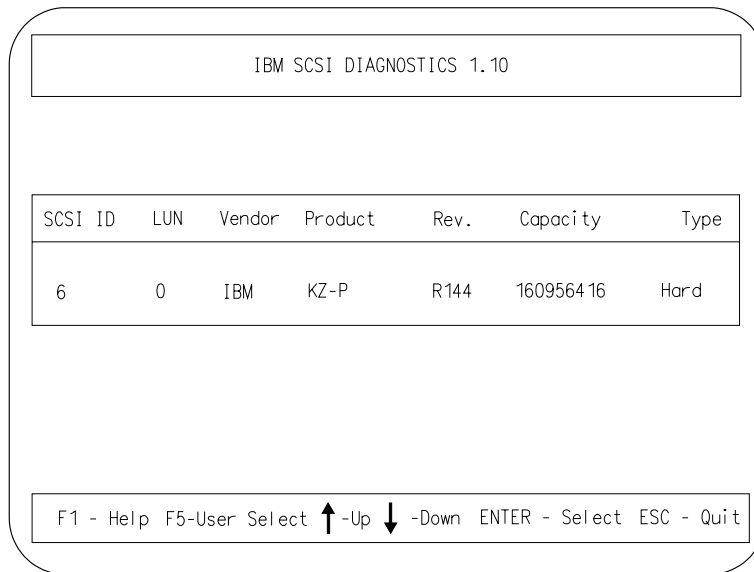 IBM SCSI DIAGNOSTICS 1.10
SCSI ID LUN Vendor Product Rev. Capacity Type
6 0 IBM KZ-P R144 160956416 Hard
F1 - Help F5-User Select ↑ -Up ↓ -Down ENTER - Select ESC - Quit